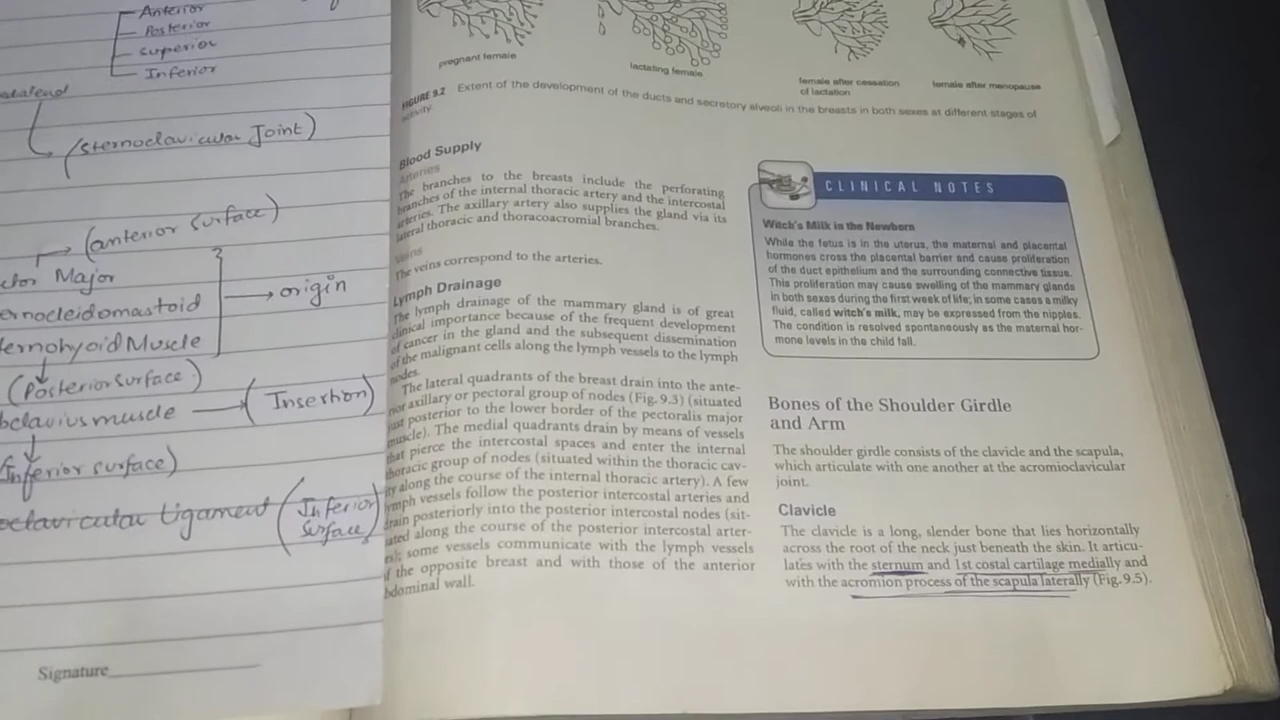 Anterior
Posterior
Superior
Inferior
(Sternoclavicular Joint)
(anterior surface)
Major
origin
Muscle
(Posterior surface)
muscle
(Insertion)
Inferior surface)
Ligament
(Inferior
Surface)
Signature
pregnant female
lactating female
female after cessation
of lactation
female after menopause
FIGURE 9.2 Extent of the development of the ducts and secretory alveoli in the breasts in both sexes at different stages of
activity.
Blood Supply
Arteries
The branches to the breasts include the perforating
branches of the internal thoracic artery and the intercostal
arteries. The axillary artery also supplies the gland via its
lateral thoracic and thoracoacromial branches.
Veins
The veins correspond to the arteries.
Lymph Drainage
The lymph drainage of the mammary gland is of great
clinical importance because of the frequent development
of cancer in the gland and the subsequent dissemination
of the malignant cells along the lymph vessels to the lymph
nodes.
The lateral quadrants of the breast drain into the ante-
rior axillary or pectoral group of nodes (Fig. 9.3) (situated
just posterior to the lower border of the pectoralis major
muscle). The medial quadrants drain by means of vessels
that pierce the intercostal spaces and enter the internal
thoracic group of nodes (situated within the thoracic cav-
ity along the course of the internal thoracic artery). A few
lymph vessels follow the posterior intercostal arteries and
drain posteriorly into the posterior intercostal nodes (sit-
uated along the course of the posterior intercostal arter-
ies); some vessels communicate with the lymph vessels
of the opposite breast and with those of the anterior
abdominal wall.
CLINICAL NOTES
Witch's Milk in the Newborn
While the fetus is in the uterus, the maternal and placental
hormones cross the placental barrier and cause proliferation
of the duct epithelium and the surrounding connective tissue.
This proliferation may cause swelling of the mammary glands
in both sexes during the first week of life; in some cases a milky
fluid, called witch's milk, may be expressed from the nipples.
The condition is resolved spontaneously as the maternal hor-
mone levels in the child fall.
Bones of the Shoulder Girdle
and Arm
The shoulder girdle consists of the clavicle and the scapula,
which articulate with one another at the acromioclavicular
joint.
Clavicle
The clavicle is a long, slender bone that lies horizontally
across the root of the neck just beneath the skin. It articu-
lates with the sternum and 1st costal cartilage medially and
with the acromion process of the scapula laterally (Fig. 9.5).